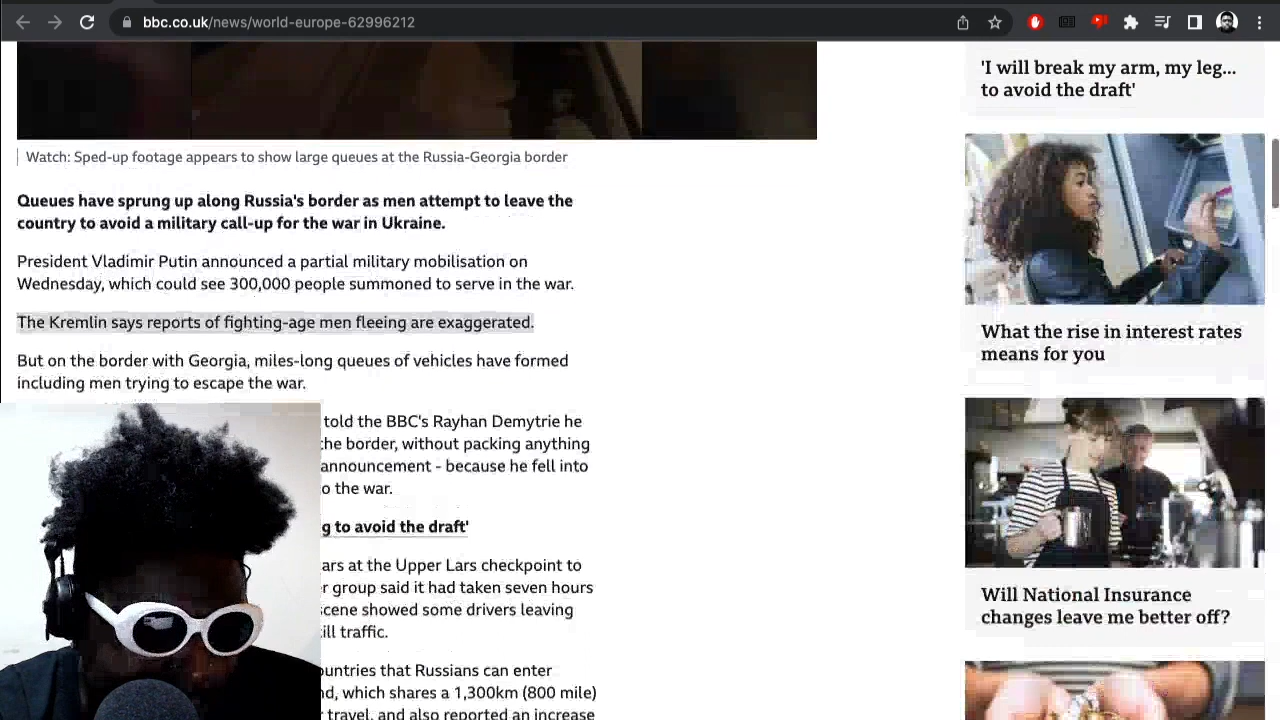 bbc.co.uk/news/world-europe-62996212
Watch: Sped-up footage appears to show large queues at the Russia-Georgia border
Queues have sprung up along Russia's border as men attempt to leave the
country to avoid a military call-up for the war in Ukraine.
President Vladimir Putin announced a partial military mobilisation on
Wednesday, which could see 300,000 people summoned to serve in the war.
The Kremlin says reports of fighting-age men fleeing are exaggerated.
But on the border with Georgia, miles-long queues of vehicles have formed
including men trying to escape the war.
told the BBC's Rayhan Demytrie he
the border, without packing anything
announcement - because he fell into
o the war.
g to avoid the draft'
ars at the Upper Lars checkpoint to
r group said it had taken seven hours
scene showed some drivers leaving
ill traffic.
ountries that Russians can enter
nd, which shares a 1,300km (800 mile)
travel, and also reported an increase
'I will break my arm, my leg...
to avoid the draft'
What the rise in interest rates
means for you
Will National Insurance
changes leave me better off?